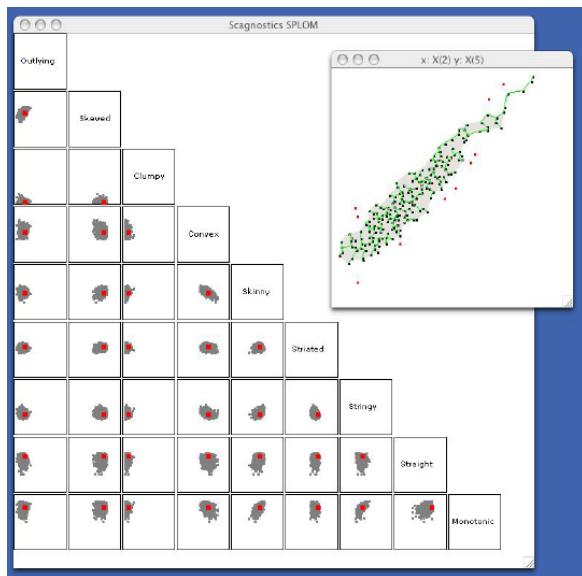 Scagnostics SPLOM
x: X(2) y: X(5)
Outlying
Skewed
Clumpy
Convex
Skinny
Striated
Stringy
Straight
Monotonic